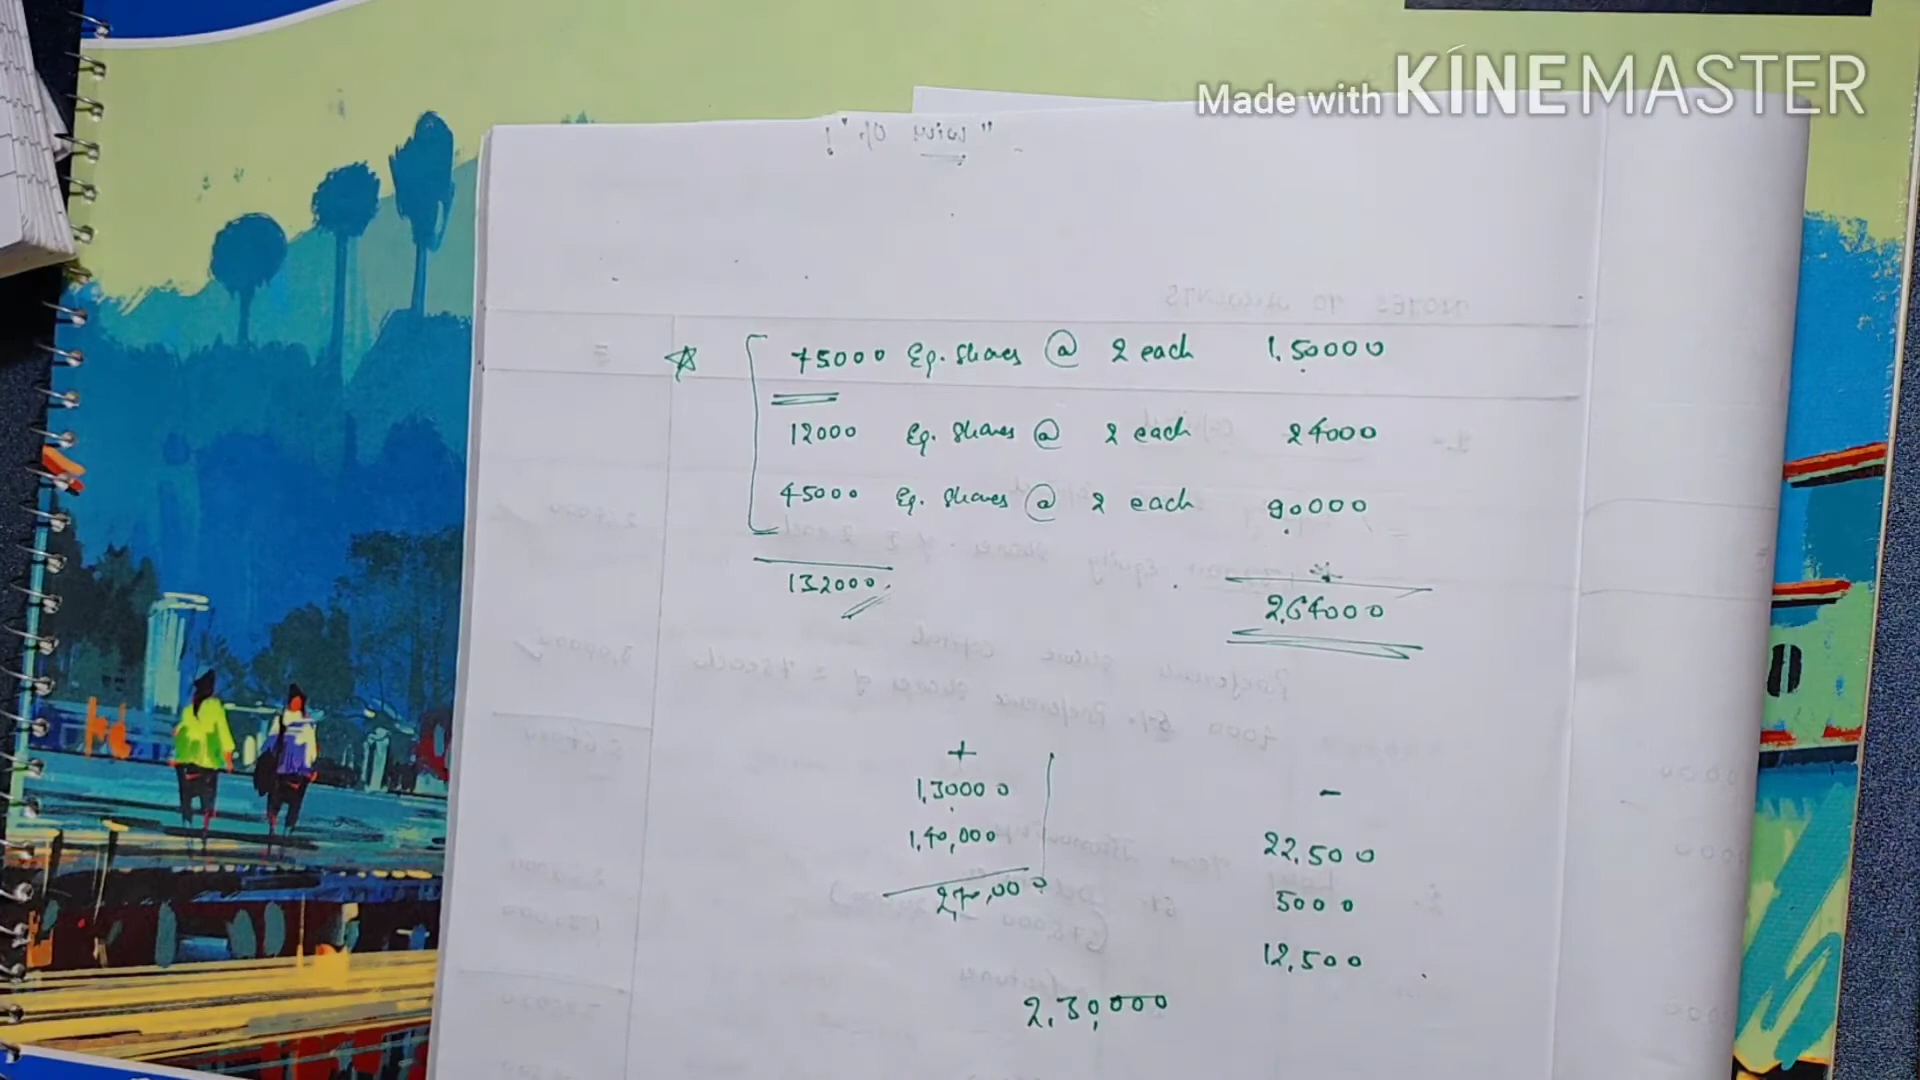 Made with KINEMASTER
75000 Eq. Shares @ 2 each 1,50000
12000 Eq. Shares @ 2 each 24000
45000 Eq. Shares @ 2 each 90000
132000 2,64000
+ -
1,30000 22,500
1,40,000 5000
2,70,000 12,500
2,30,000